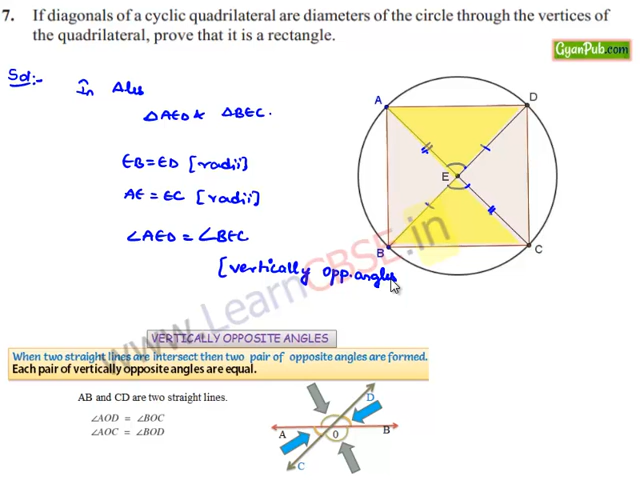 7. If diagonals of a cyclic quadrilateral are diameters of the circle through the vertices of
the quadrilateral, prove that it is a rectangle.
GyanPub.com
Sol:-
In Δles
ΔAED & ΔBEC.
EB = ED [radii]
AE = EC [radii]
∠AED = ∠BEC
[vertically opp. angles
A
D
E
B
C
www.LearnCBSE.in
VERTICALLY OPPOSITE ANGLES
When two straight lines are intersect then two pair of opposite angles are formed.
Each pair of vertically opposite angles are equal.
AB and CD are two straight lines.
∠AOD = ∠BOC
∠AOC = ∠BOD
D
A
O
B
C